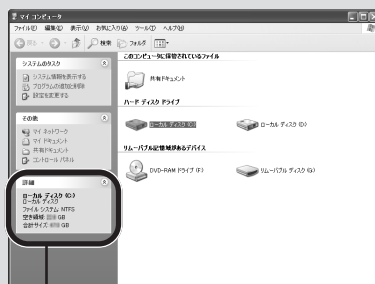 マイ コンピュータ
ファイル(F) 編集(E) 表示(V) お気に入り(A) ツール(T) ヘルプ(H)
戻る 検索 フォルダ
システムのタスク
システム情報を表示する
プログラムの追加と削除
設定を変更する
その他
マイ ネットワーク
マイ ドキュメント
共有ドキュメント
コントロール パネル
詳細
ローカル ディスク (C:)
ローカル ディスク
ファイル システム: NTFS
空き領域: GB
合計サイズ: GB
このコンピュータに保管されているファイル
共有ドキュメント
ハード ディスク ドライブ
ローカル ディスク (C:) ローカル ディスク (D:)
リムーバブル記憶域があるデバイス
DVD-RAM ドライブ (F:) リムーバブル ディスク (G:)